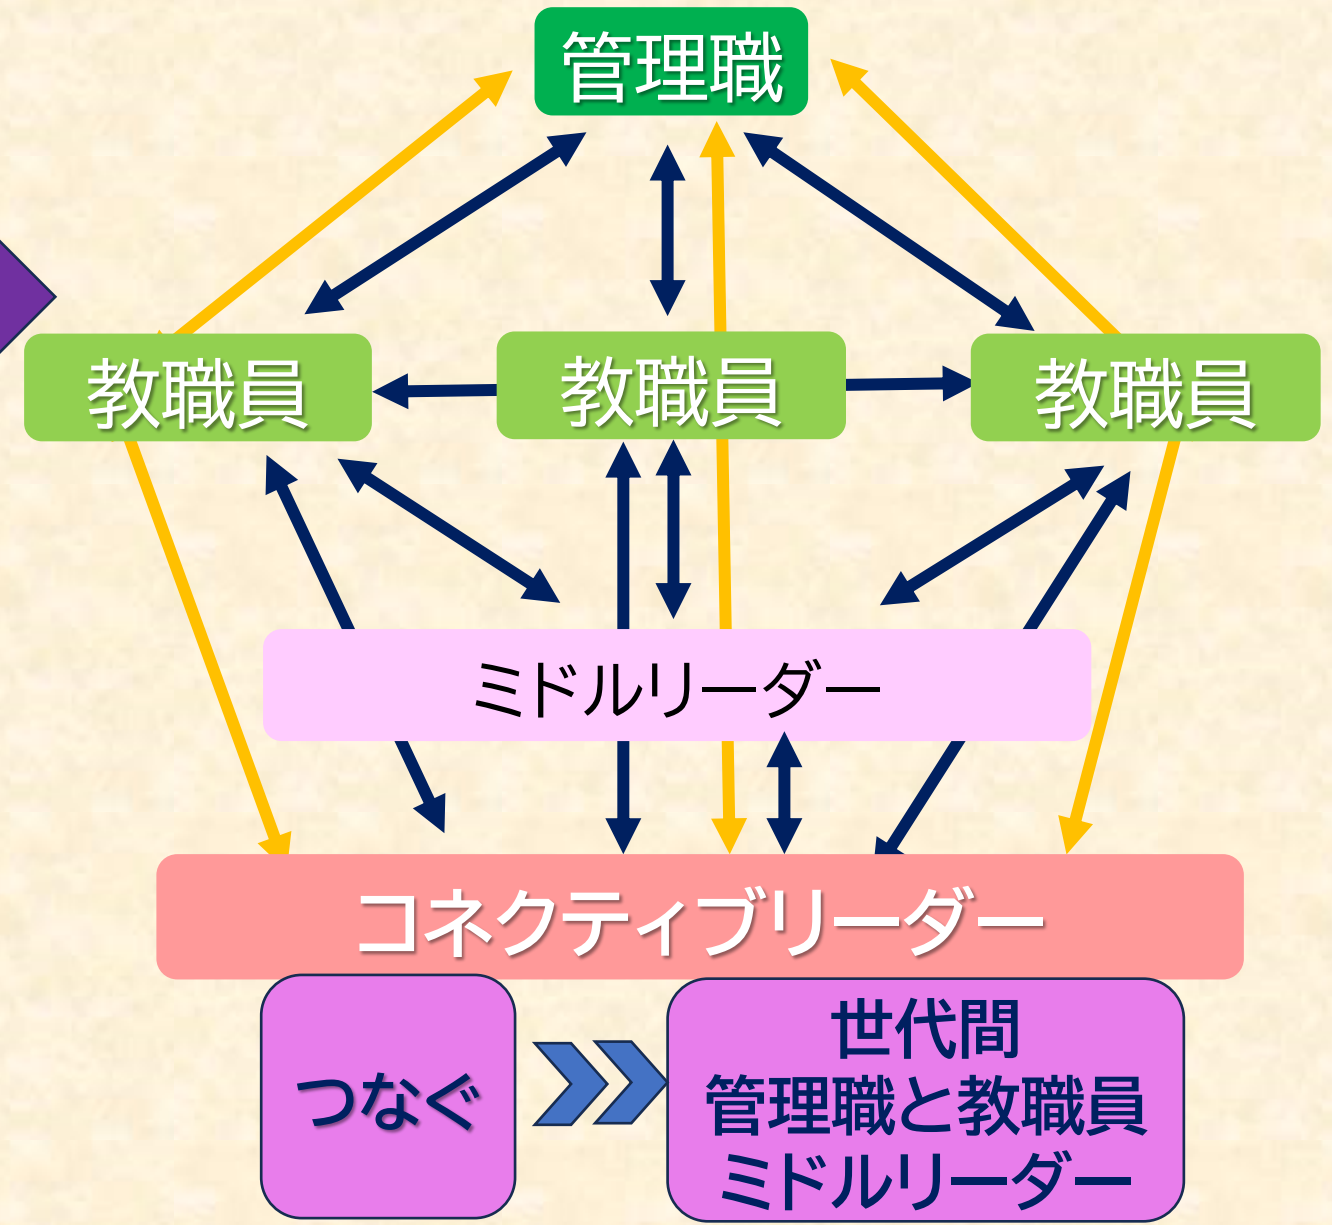 管理職
教職員
教職員
教職員
ミドルリーダー
コネクティブリーダー
つなぐ
世代間
管理職と教職員
ミドルリーダー